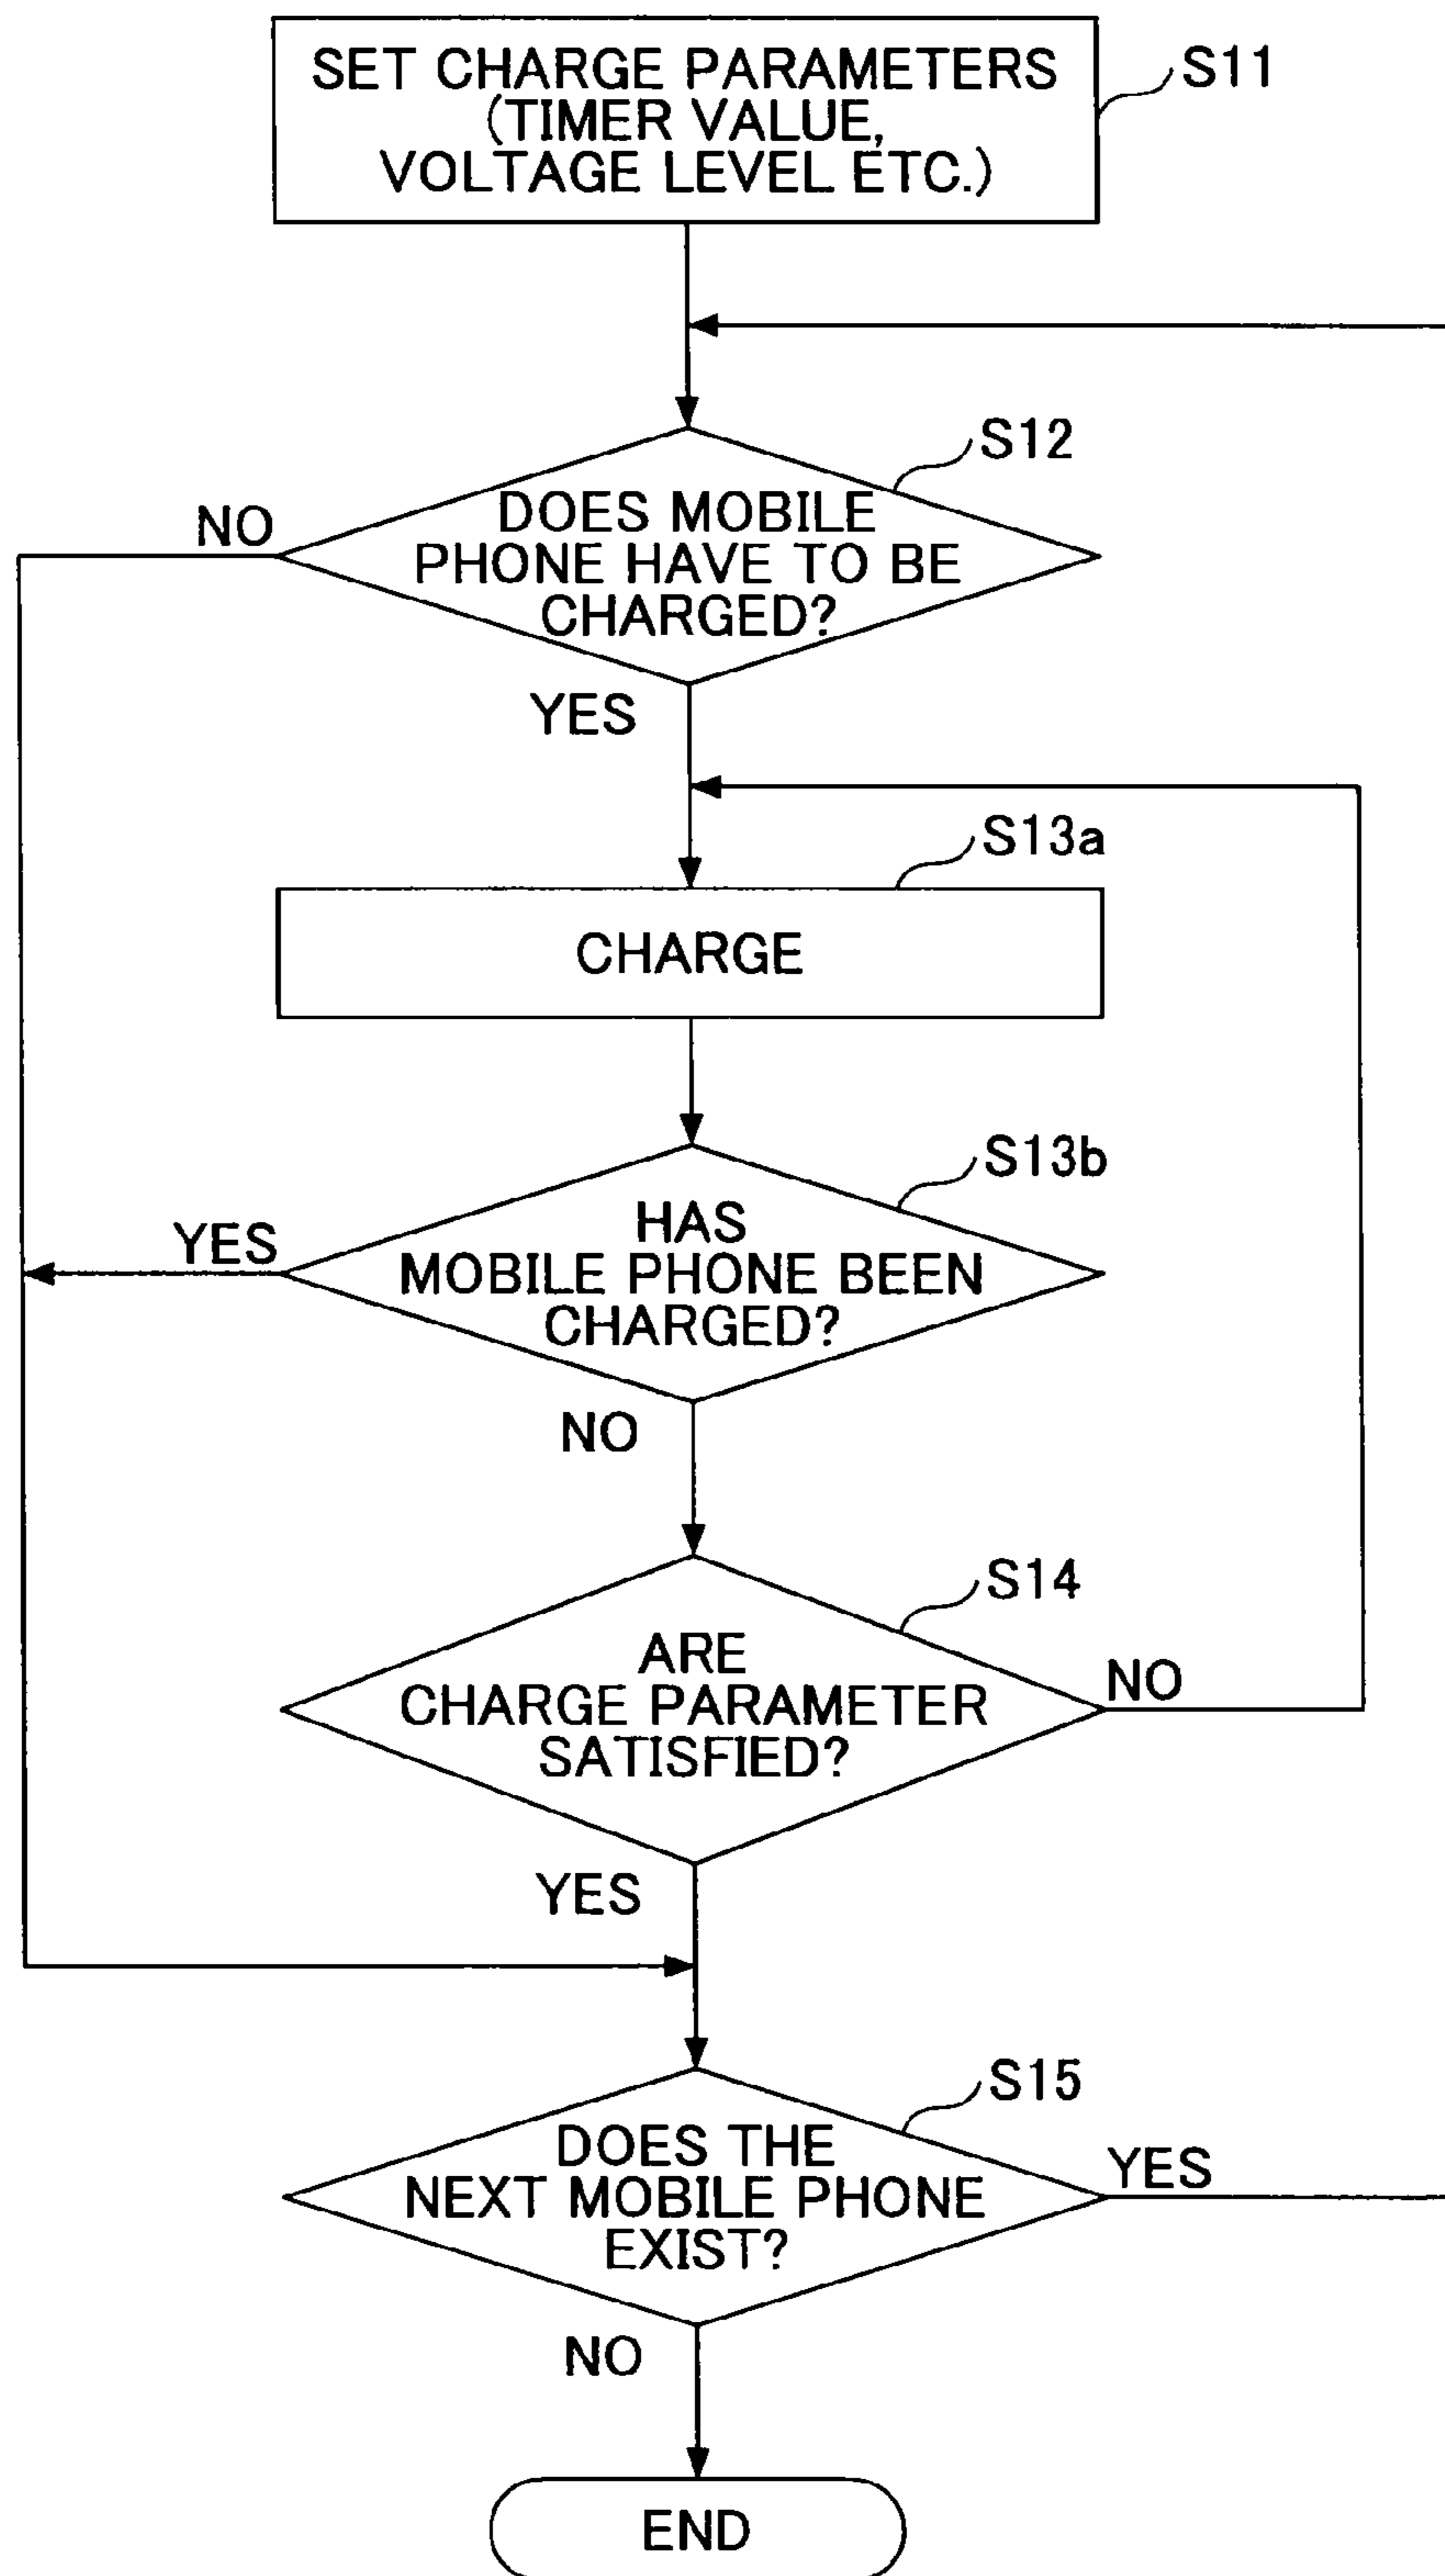 SET CHARGE PARAMETERS
(TIMER VALUE,
VOLTAGE LEVEL ETC.)
S11
S12
NO
DOES MOBILE
PHONE HAVE TO BE
CHARGED?
YES
S13a
CHARGE
S13b
YES
HAS
MOBILE PHONE BEEN
CHARGED?
NO
S14
ARE
CHARGE PARAMETER
SATISFIED?
NO
YES
S15
DOES THE
NEXT MOBILE PHONE
EXIST?
YES
NO
END